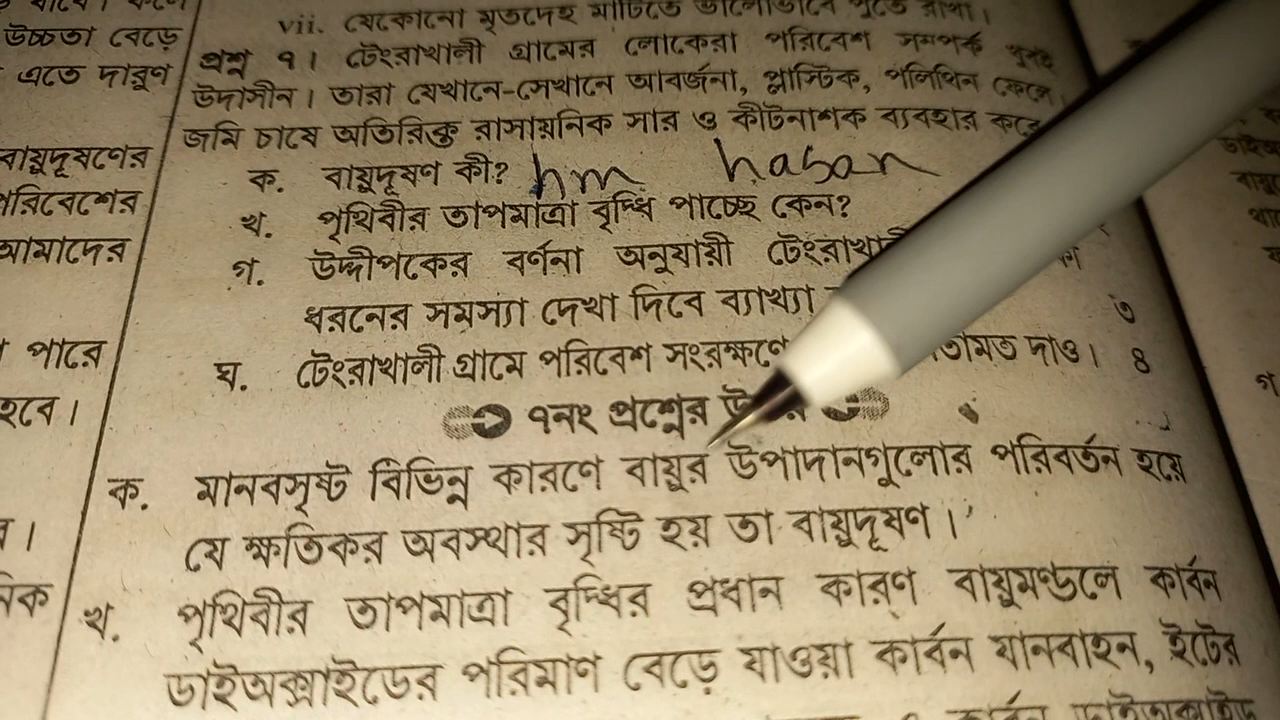 উচ্চতা বেড়ে
এতে দারুণ
বায়ুদূষণের
পরিবেশের
আমাদের
পারে
হবে।
vii. যেকোনো মৃতদেহ মাটিতে ভালোভাবে পুঁতে রাখা।
প্রশ্ন ৭। টেংরাখালী গ্রামের লোকেরা পরিবেশ সম্পর্কে খুবই
উদাসীন। তারা যেখানে-সেখানে আবর্জনা, প্লাস্টিক, পলিথিন ফেলে,
জমি চাষে অতিরিক্ত রাসায়নিক সার ও কীটনাশক ব্যবহার করে
ক. বায়ুদূষণ কী? hm hasan
খ. পৃথিবীর তাপমাত্রা বৃদ্ধি পাচ্ছে কেন?
গ. উদ্দীপকের বর্ণনা অনুযায়ী
ধরনের সমস্যা দেখা দিবে ব্যাখ্যা ৩
ঘ. টেংরাখালী গ্রামে পরিবেশ সংরক্ষণে দাও। ৪
৭নং প্রশ্নের
ক. মানবসৃষ্ট বিভিন্ন কারণে বায়ুর উপাদানগুলোর পরিবর্তন হয়ে
যে ক্ষতিকর অবস্থার সৃষ্টি হয় তা বায়ুদূষণ।
খ. পৃথিবীর তাপমাত্রা বৃদ্ধির প্রধান কারণ বায়ুমণ্ডলে কার্বন
ডাইঅক্সাইডের পরিমাণ বেড়ে যাওয়া কার্বন যানবাহন, ইটের
গ